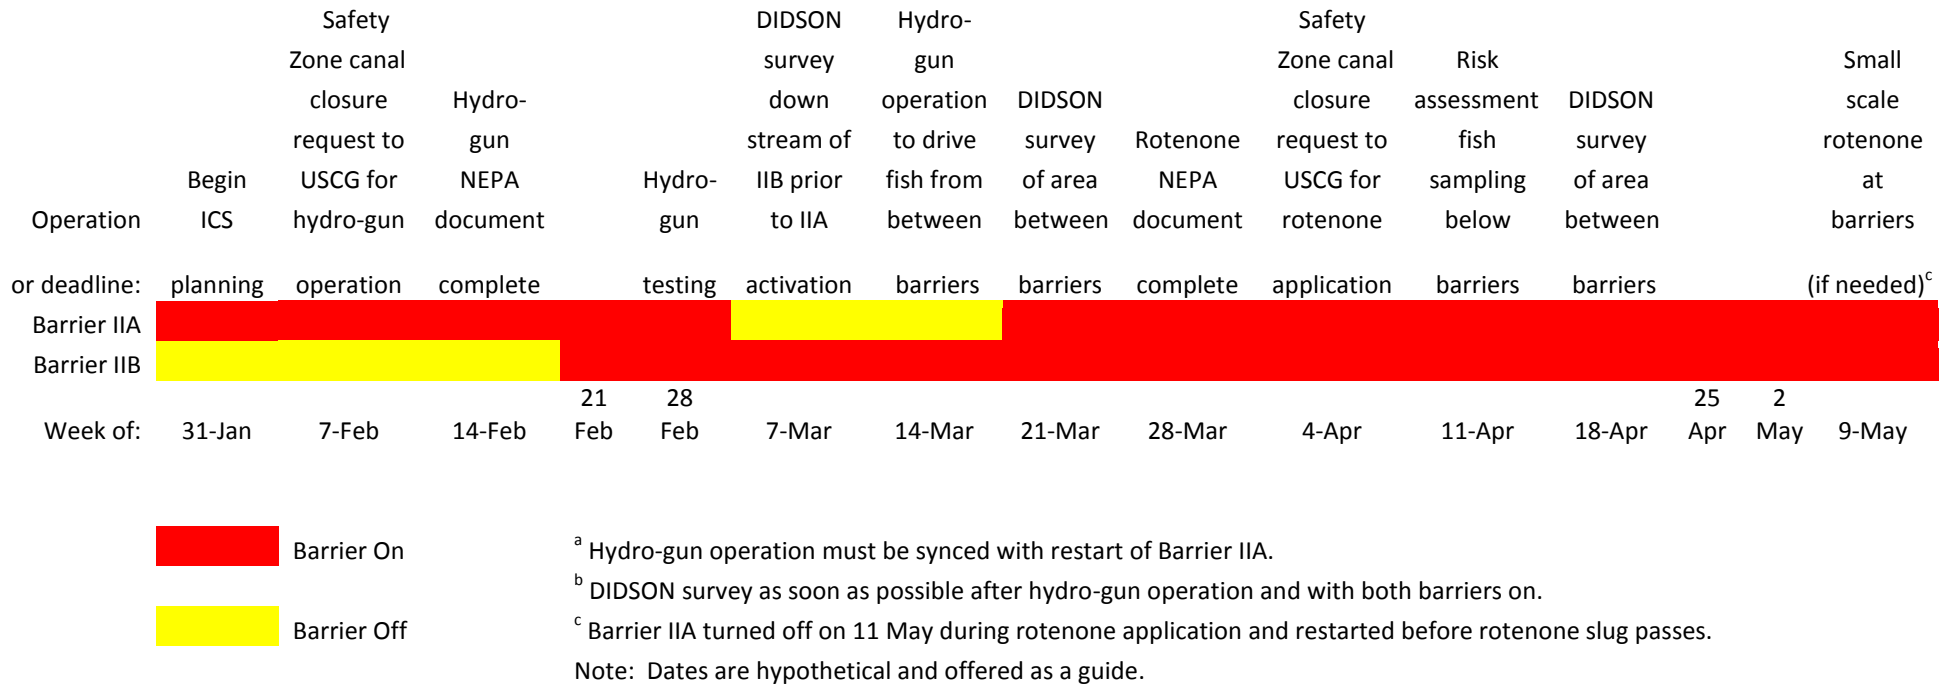 Safety DIDSON Hydro- Safety
Zone canal survey gun Zone canal Risk Small
closure Hydro- down operation DIDSON closure assessment DIDSON scale
request to gun stream of to drive survey Rotenone request to fish survey rotenone
Begin USCG for NEPA Hydro- IIB prior fish from of area NEPA USCG for sampling of area at
Operation ICS hydro-gun document gun to IIA between between document rotenone below between barriers
or deadline: planning operation complete testing activation barriers barriers complete application barriers barriers (if needed)c
Barrier IIA
Barrier IIB
21 28 25 2
Week of: 31-Jan 7-Feb 14-Feb Feb Feb 7-Mar 14-Mar 21-Mar 28-Mar 4-Apr 11-Apr 18-Apr Apr May 9-May
Barrier On
a Hydro-gun operation must be synced with restart of Barrier IIA.
b DIDSON survey as soon as possible after hydro-gun operation and with both barriers on.
Barrier Off
c Barrier IIA turned off on 11 May during rotenone application and restarted before rotenone slug passes.
Note: Dates are hypothetical and offered as a guide.